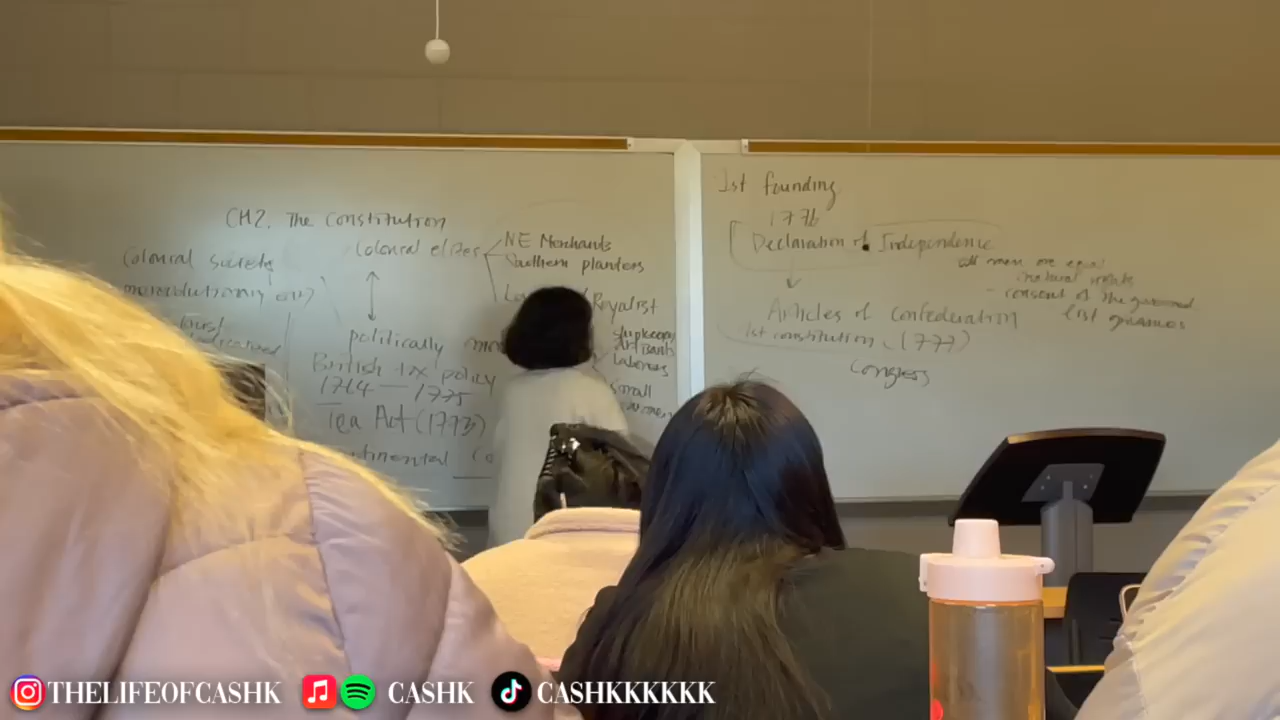 CH2. The Constitution
Colonial society
Colonial elites
NE Merchants
Southern planters
Royalist
shopkeepers
Artisans
Laborers
small
politically
British tax policy
1764 — 1775
Tea Act (1773)
1st founding
1776
Declaration of Independence
all men are equal
natural rights
- consent of the governed
list grievances
Articles of Confederation
1st constitution (1777)
Congress
THELIFEOFCASHK CASHK CASHKKKKKK